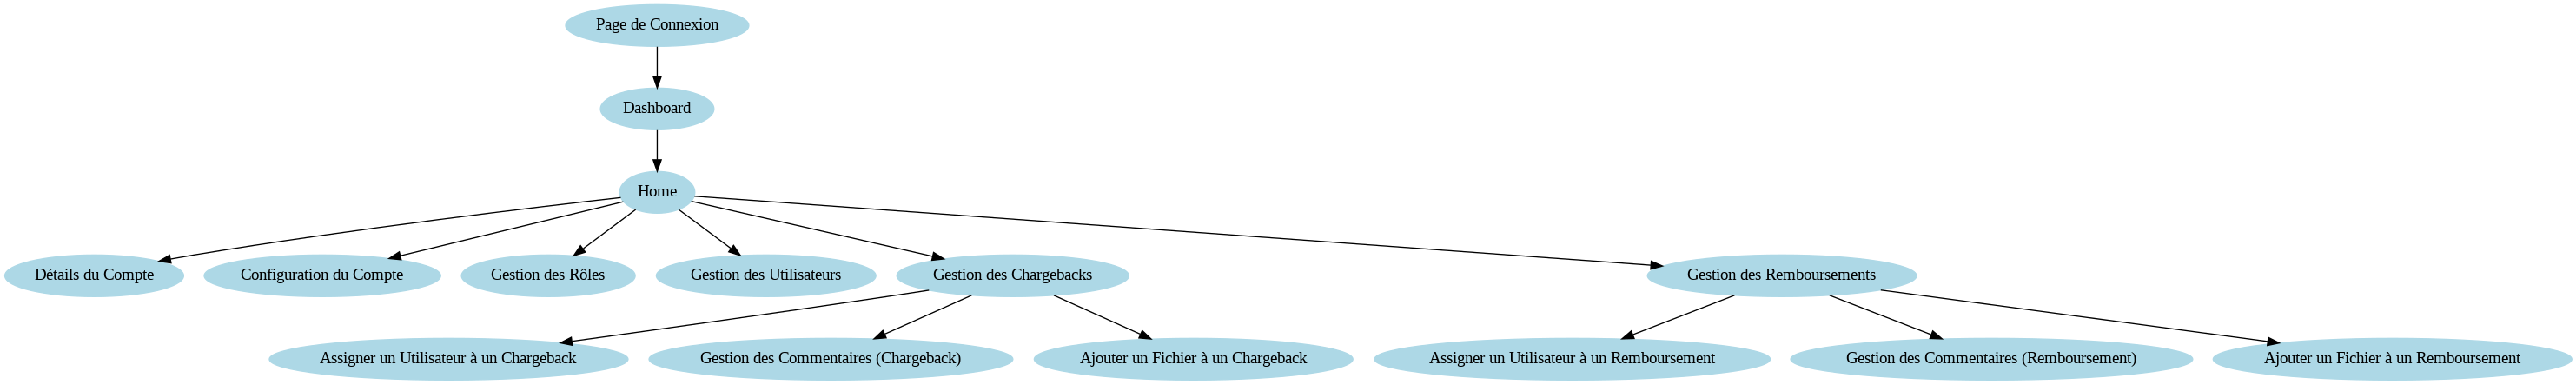 Page de Connexion
Dashboard
Home
Détails du Compte
Configuration du Compte
Gestion des Rôles
Gestion des Utilisateurs
Gestion des Chargebacks
Gestion des Remboursements
Assigner un Utilisateur à un Chargeback
Gestion des Commentaires (Chargeback)
Ajouter un Fichier à un Chargeback
Assigner un Utilisateur à un Remboursement
Gestion des Commentaires (Remboursement)
Ajouter un Fichier à un Remboursement